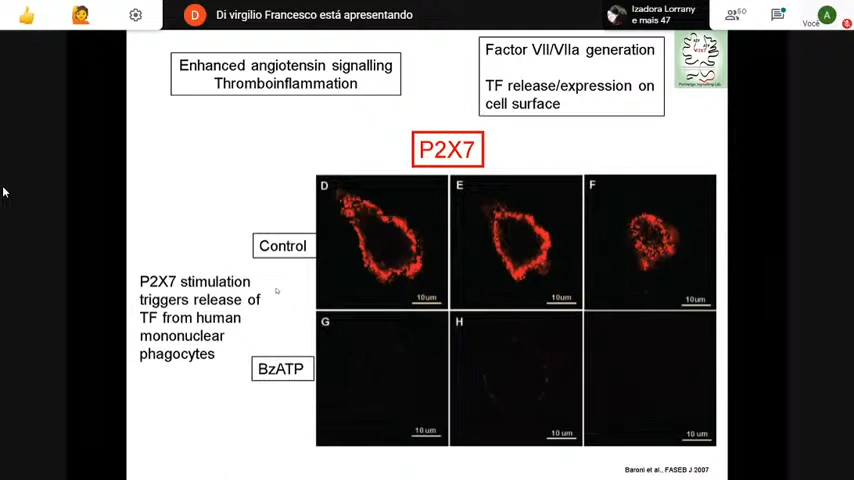 Di virgilio Francesco está apresentando
Izadora Lorrany
e mais 47
60
Você
D
A
Enhanced angiotensin signalling
Thromboinflammation
Factor VII/VIIa generation
TF release/expression on
cell surface
P2X7
D
E
F
Control
10um
10um
10um
P2X7 stimulation
triggers release of
TF from human
mononuclear
phagocytes
G
H
BzATP
10 um
10 um
10 um
Baroni et al., FASEB J 2007